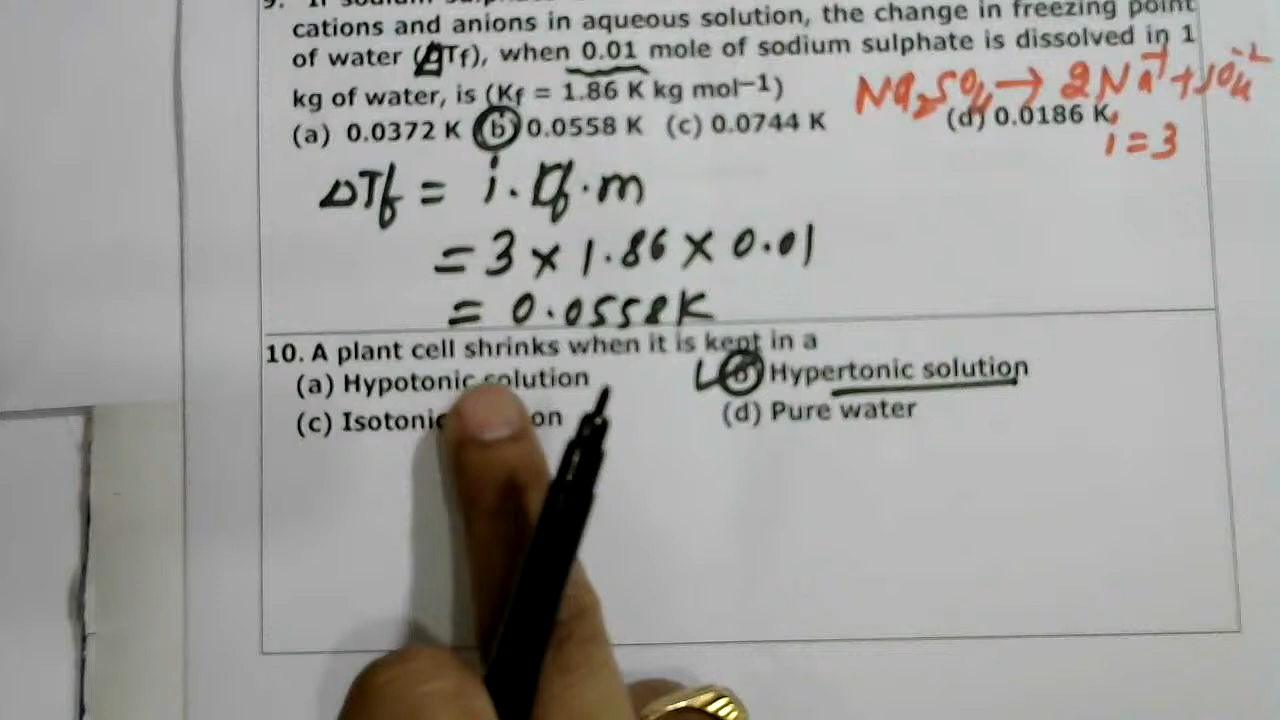 cations and anions in aqueous solution, the change in freezing point
of water (ΔTf), when 0.01 mole of sodium sulphate is dissolved in 1
kg of water, is (Kf = 1.86 K kg mol−1)
Na2SO4 → 2Na+ + SO4-2
(a) 0.0372 K (b) 0.0558 K (c) 0.0744 K (d) 0.0186 K
i = 3
ΔTf = i. Kf. m
= 3 × 1.86 × 0.01
= 0.0558K
10. A plant cell shrinks when it is kept in a
(a) Hypotonic solution (b) Hypertonic solution
(c) Isotonic (d) Pure water